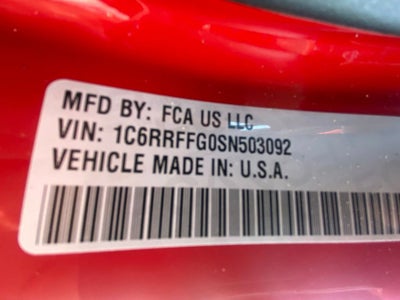 MFD BY: FCA US LLC
VIN: 1C6RRFFG0SN503092
VEHICLE MADE IN: U.S.A.